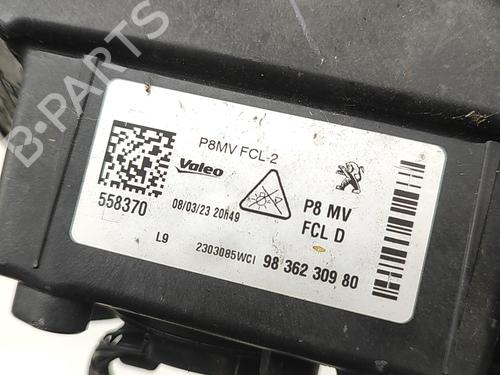 P8MV FCL-2
Valeo
558370
08/03/23 20h49
P8 MV
FCL D
L9
2303085WCI 98 362 309 80
B-PARTS